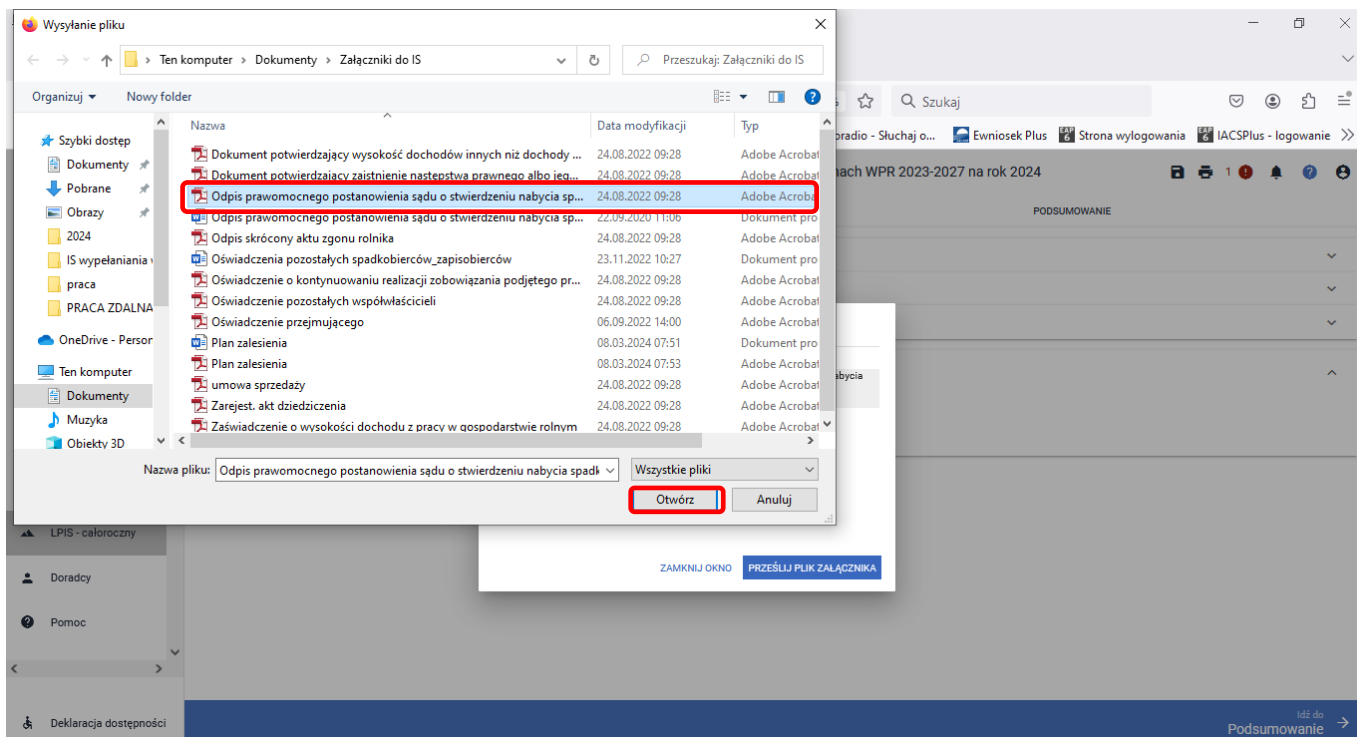 Wysyłanie pliku
Ten komputer > Dokumenty > Załączniki do IS
Przeszukaj: Załączniki do IS
Organizuj
Nowy folder
Szybki dostęp
Dokumenty
Pobrane
Obrazy
2024
IS wypełaniania
praca
PRACA ZDALNA
OneDrive - Person
Ten komputer
Dokumenty
Muzyka
Obiekty 3D
Nazwa Data modyfikacji Typ
Dokument potwierdzający wysokość dochodów innych niż dochody ... 24.08.2022 09:28 Adobe Acrobat
Dokument potwierdzający zaistnienie następstwa prawnego albo jeg... 24.08.2022 09:28 Adobe Acrobat
Odpis prawomocnego postanowienia sądu o stwierdzeniu nabycia sp... 24.08.2022 09:28 Adobe Acroba
Odpis prawomocnego postanowienia sądu o stwierdzeniu nabycia sp... 22.09.2020 11:06 Dokument pro
Odpis skrócony aktu zgonu rolnika 24.08.2022 09:28 Adobe Acrobat
Oświadczenia pozostałych spadkobierców_zapisobierców 23.11.2022 10:27 Dokument pro
Oświadczenie o kontynuowaniu realizacji zobowiązania podjętego pr... 24.08.2022 09:28 Adobe Acrobat
Oświadczenie pozostałych współwłaścicieli 24.08.2022 09:28 Adobe Acrobat
Oświadczenie przejmującego 06.09.2022 14:00 Adobe Acrobat
Plan zalesienia 08.03.2024 07:51 Dokument pro
Plan zalesienia 08.03.2024 07:53 Adobe Acrobat
umowa sprzedaży 24.08.2022 09:28 Adobe Acrobat
Zarejest. akt dziedziczenia 24.08.2022 09:28 Adobe Acrobat
Zaświadczenie o wysokości dochodu z pracy w gospodarstwie rolnym 24.08.2022 09:28 Adobe Acrobat
Nazwa pliku: Odpis prawomocnego postanowienia sądu o stwierdzeniu nabycia spadk
Wszystkie pliki
Otwórz
Anuluj
Szukaj
oradio - Słuchaj o... Ewniosek Plus Strona wylogowania IACSPlus - logowanie
ach WPR 2023-2027 na rok 2024
1
PODSUMOWANIE
abycia
ZAMKNIJ OKNO
PRZEŚLIJ PLIK ZAŁĄCZNIKA
LPIS - całoroczny
Doradcy
Pomoc
Deklaracja dostępności
Idź do
Podsumowanie